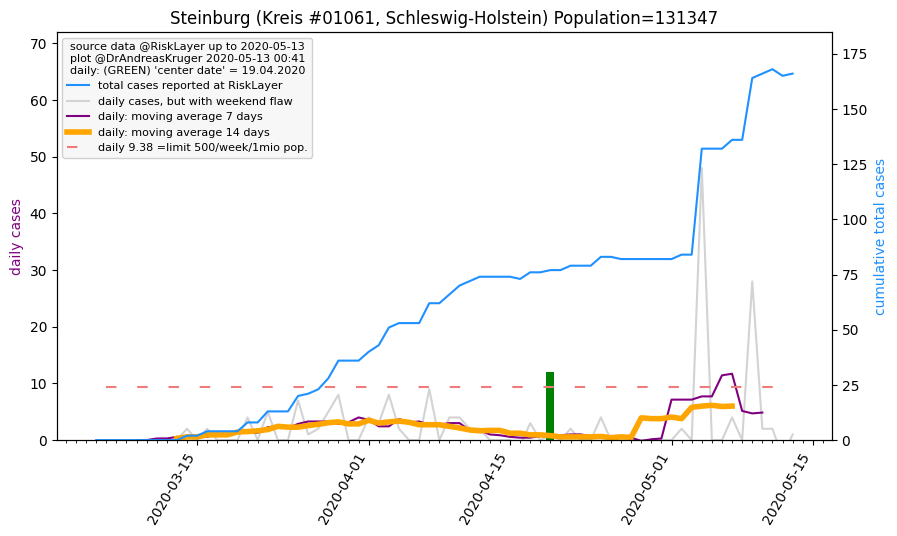 Steinburg (Kreis #01061, Schleswig-Holstein) Population=131347
source data @RiskLayer up to 2020-05-13
plot @DrAndreasKruger 2020-05-13 00:41
daily: (GREEN) 'center date' = 19.04.2020
total cases reported at RiskLayer
daily cases, but with weekend flaw
daily: moving average 7 days
daily: moving average 14 days
daily 9.38 =limit 500/week/1mio pop.
daily cases
70
60
50
40
30
20
10
0
cumulative total cases
175
150
125
100
75
50
25
0
2020-03-15
2020-04-01
2020-04-15
2020-05-01
2020-05-15